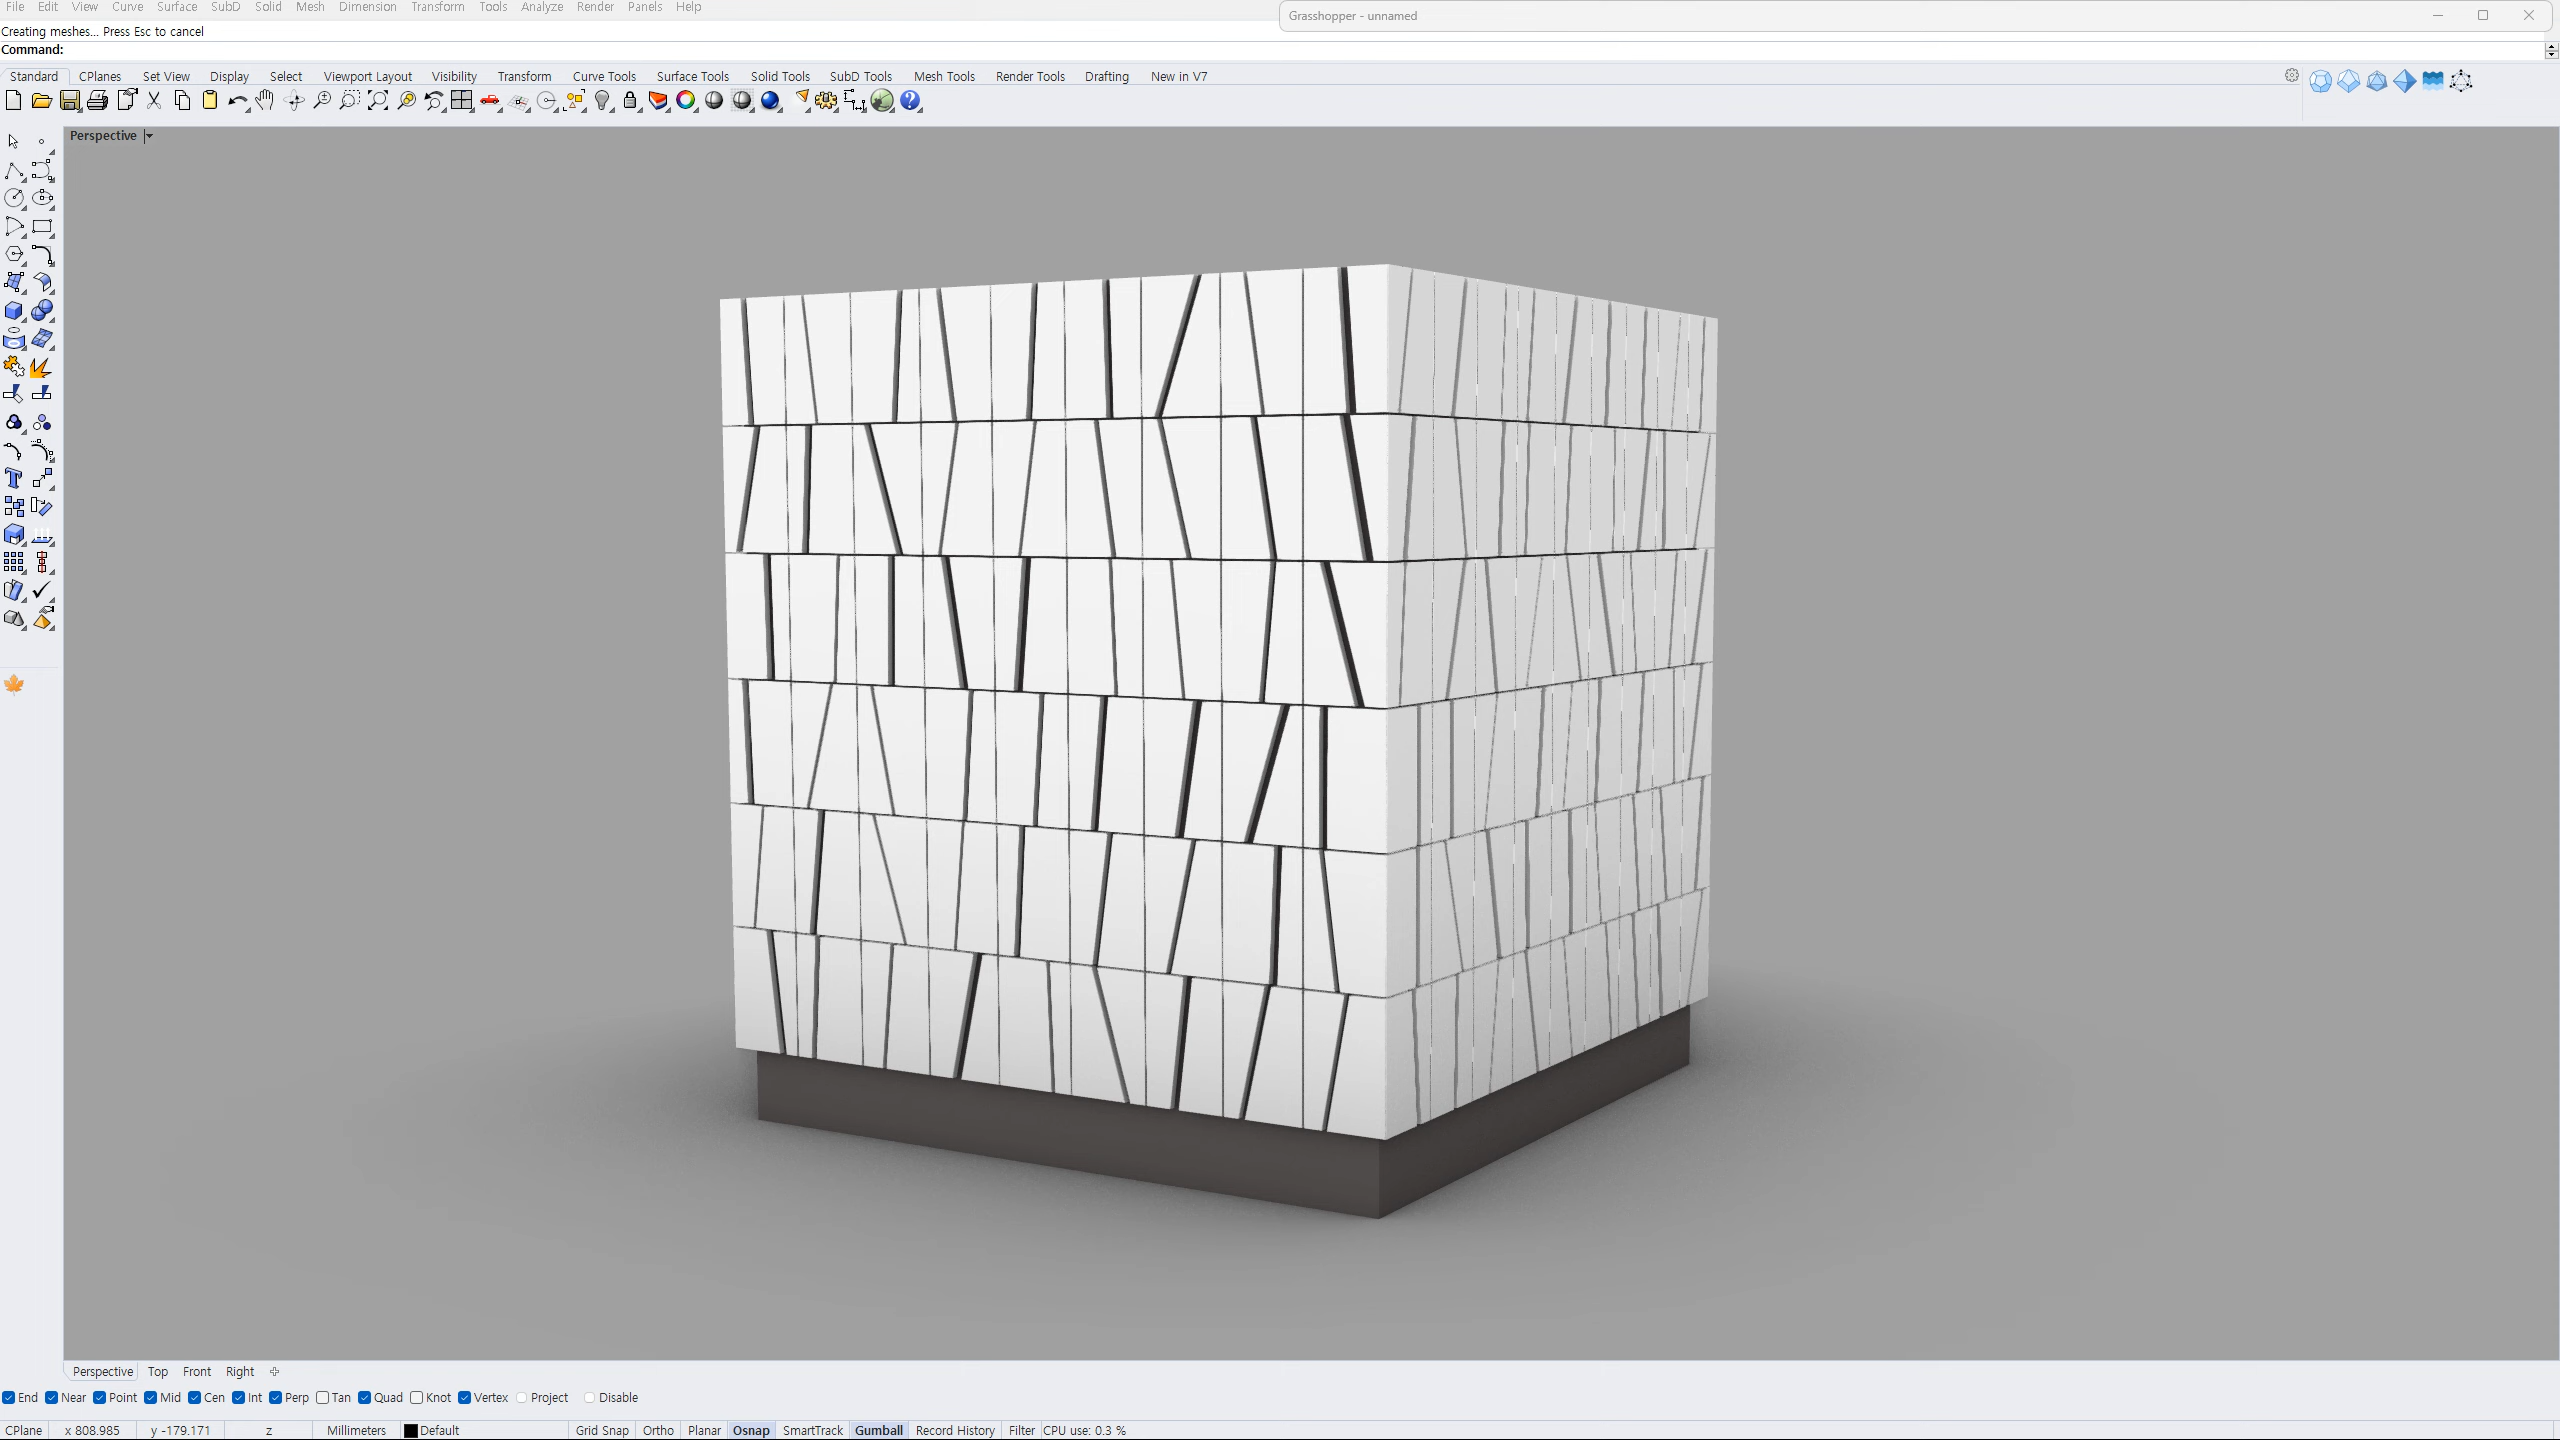 File Edit View Curve Surface SubD Solid Mesh Dimension Transform Tools Analyze Render Panels Help
Grasshopper - unnamed
Creating meshes... Press Esc to cancel
Command:
Standard CPlanes Set View Display Select Viewport Layout Visibility Transform Curve Tools Surface Tools Solid Tools SubD Tools Mesh Tools Render Tools Drafting New in V7
Perspective
Perspective Top Front Right
End Near Point Mid Cen Int Perp Tan Quad Knot Vertex Project Disable
CPlane x 808.985 y -179.171 z Millimeters Default Grid Snap Ortho Planar Osnap SmartTrack Gumball Record History Filter CPU use: 0.3 %